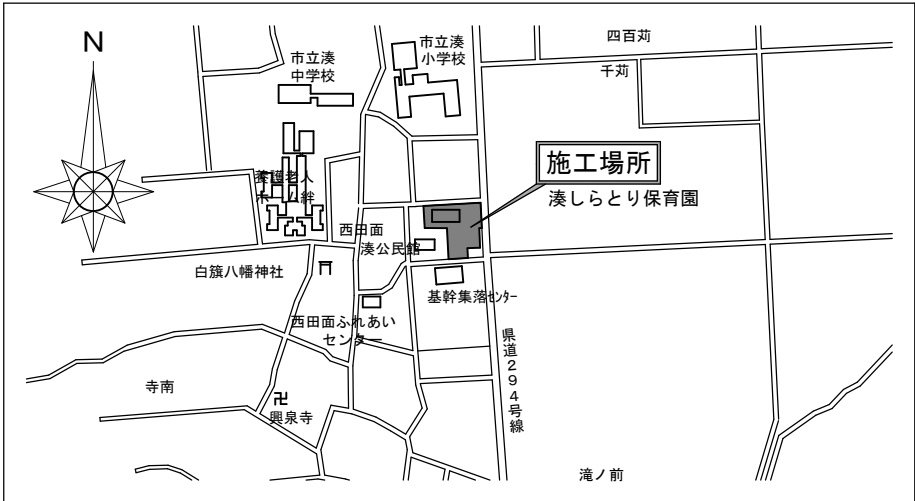 N
市立湊
中学校
市立湊
小学校
四百苅
千苅
施工場所
湊しらとり保育園
養護老人
ホーム絆
西田面
湊公民館
白簱八幡神社
基幹集落センター
西田面ふれあい
センター
県道294号線
寺南
卍
興泉寺
滝ノ前